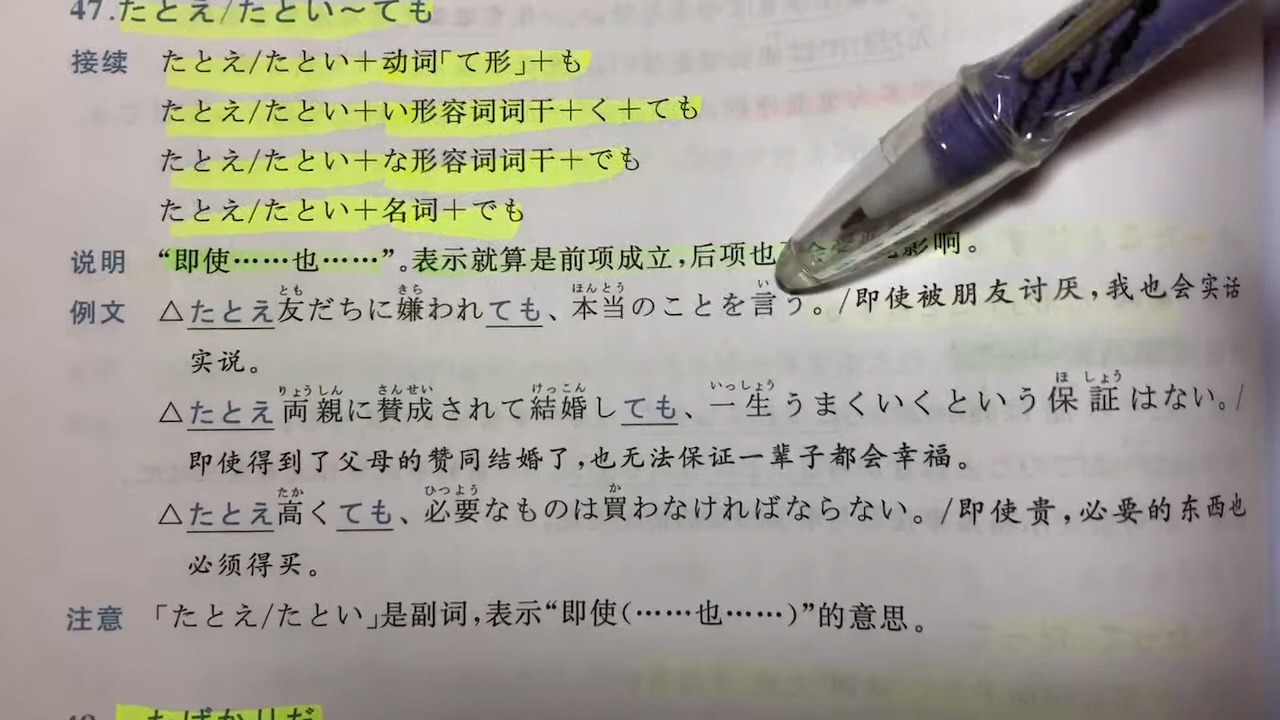 47.たとえ/たとい～ても
接续 たとえ/たとい＋动词「て形」＋も
たとえ/たとい＋い形容词词干＋く＋ても
たとえ/たとい＋な形容词词干＋でも
たとえ/たとい＋名词＋でも
说明 “即使……也……”。表示就算是前项成立,后项也 影响。
例文 △たとえ友だちに嫌われても、本当のことを言う。/即使被朋友讨厌,我也会实话
实说。
△たとえ両親に賛成されて結婚しても、一生うまくいくという保証はない。/
即使得到了父母的赞同结婚了,也无法保证一辈子都会幸福。
△たとえ高くても、必要なものは買わなければならない。/即使贵,必要的东西也
必须得买。
注意 「たとえ/たとい」是副词,表示“即使(……也……)”的意思。